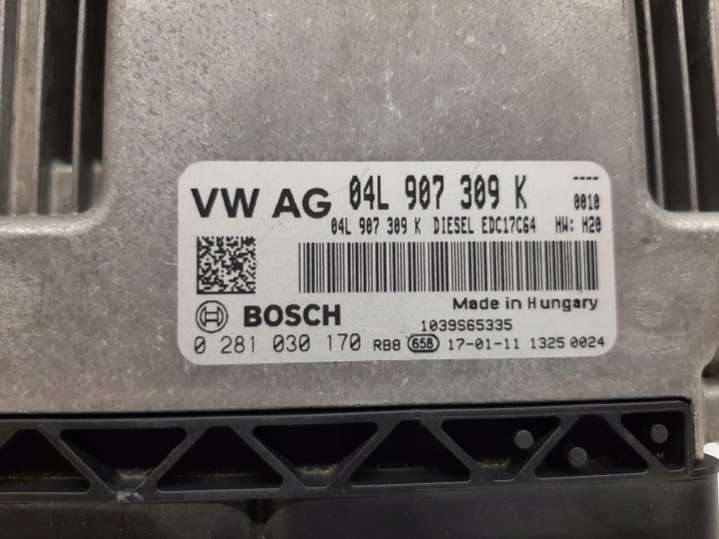 VW AG 04L 907 309 K ----
0010
04L 907 309 K DIESEL EDC17C64 HW: H20
Made in Hungary
BOSCH 1039S65335
0 281 030 170 RB8 658 17-01-11 1325 0024